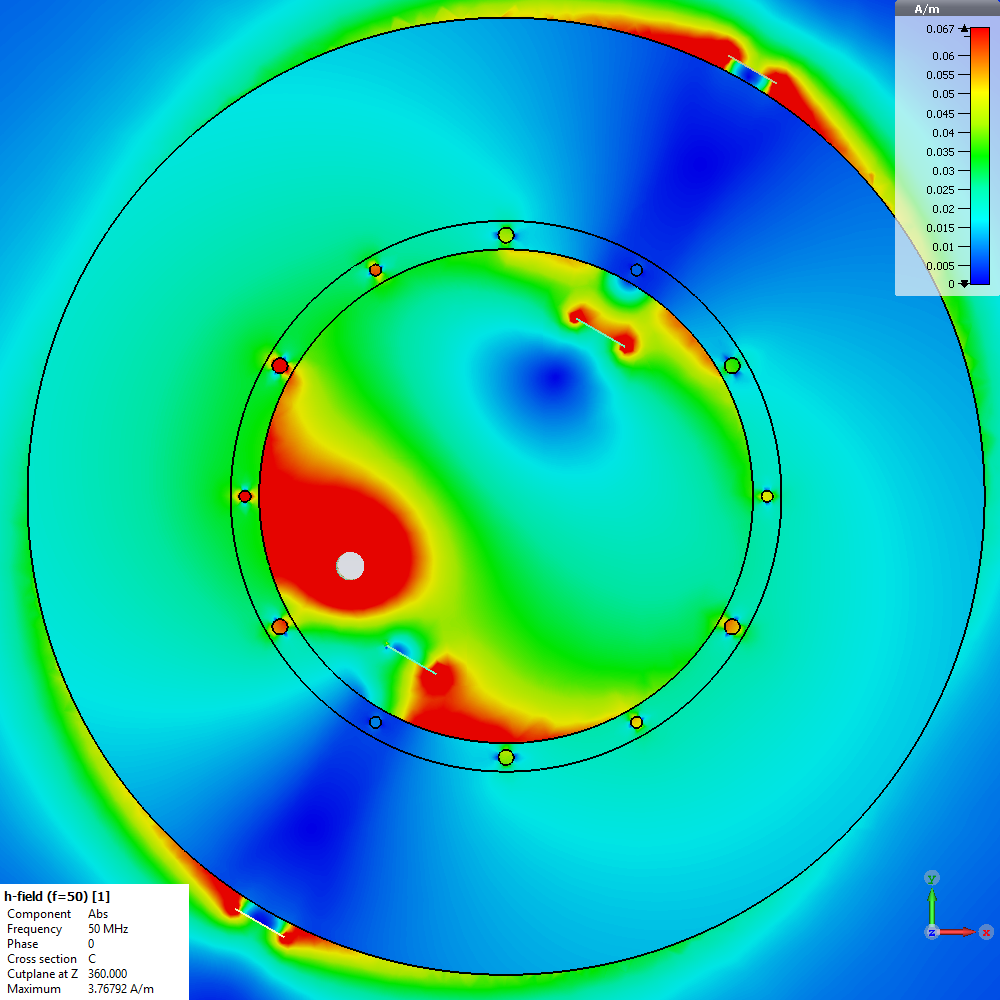 A/m
0.067
0.06
0.055
0.05
0.045
0.04
0.035
0.03
0.025
0.02
0.015
0.01
0.005
0
h-field (f=50) [1]
Component Abs
Frequency 50 MHz
Phase 0
Cross section C
Cutplane at Z 360.000
Maximum 3.76792 A/m
y
z x